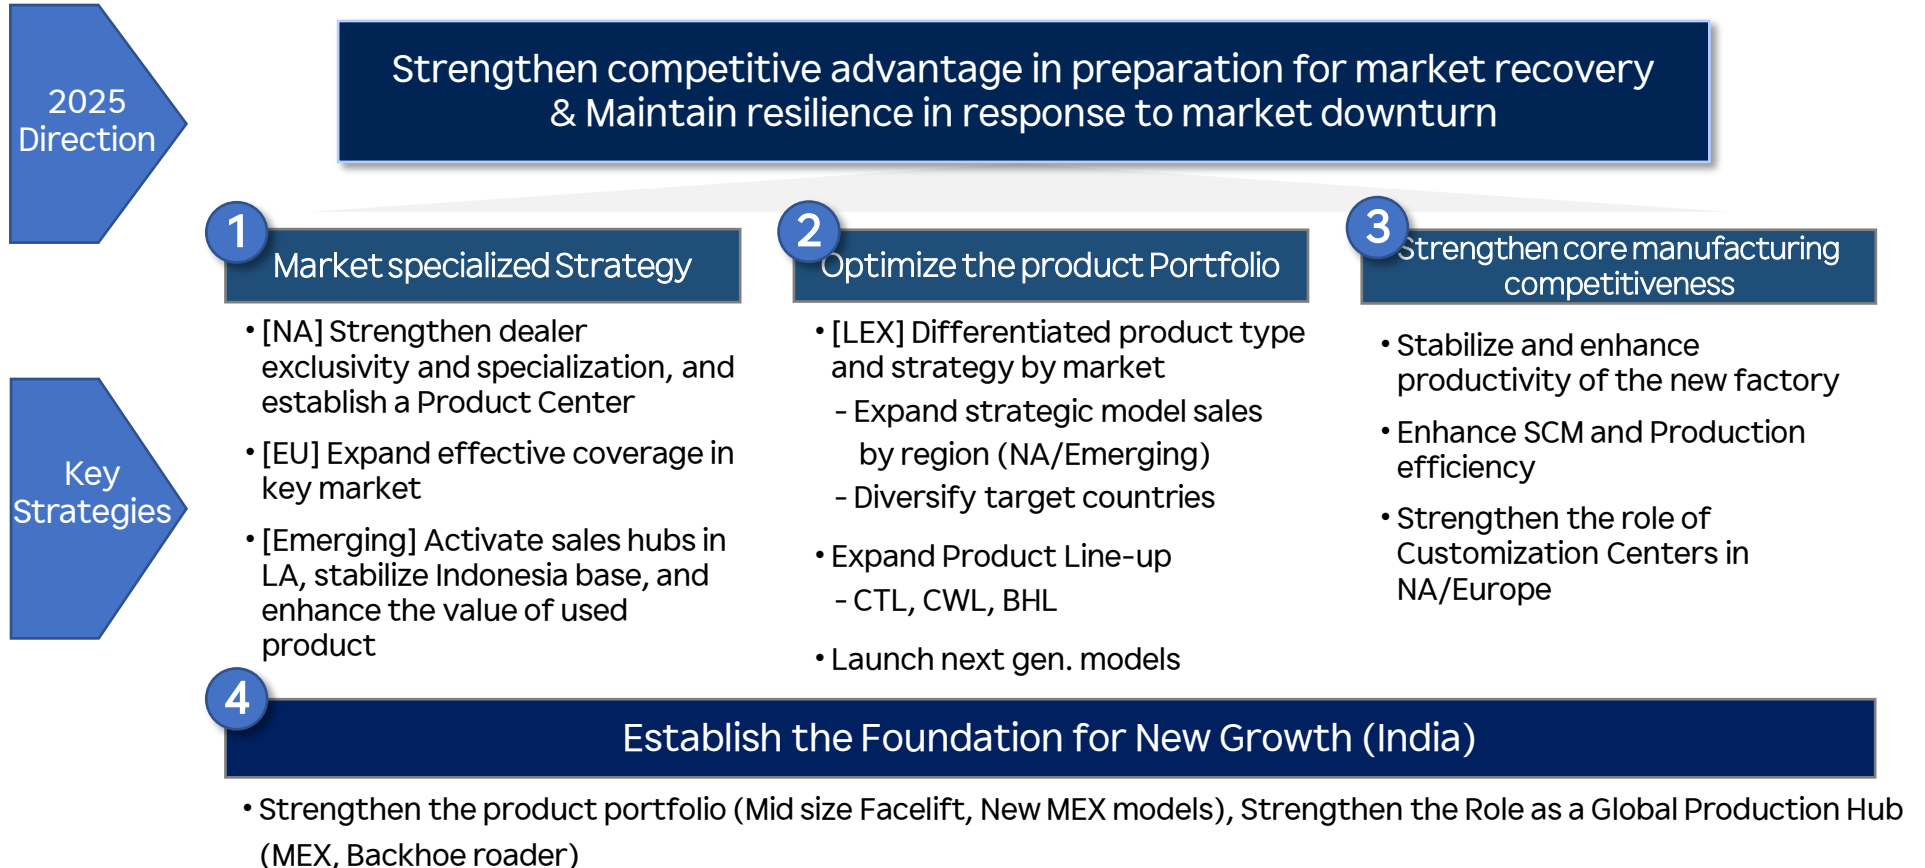 2025
Direction
Strengthen competitive advantage in preparation for market recovery
& Maintain resilience in response to market downturn
Key
Strategies
1
Market specialized Strategy
• [NA] Strengthen dealer
exclusivity and specialization, and
establish a Product Center
• [EU] Expand effective coverage in
key market
• [Emerging] Activate sales hubs in
LA, stabilize Indonesia base, and
enhance the value of used
product
2
Optimize the product Portfolio
• [LEX] Differentiated product type
and strategy by market
- Expand strategic model sales
by region (NA/Emerging)
- Diversify target countries
• Expand Product Line-up
- CTL, CWL, BHL
• Launch next gen. models
3
Strengthen core manufacturing
competitiveness
• Stabilize and enhance
productivity of the new factory
• Enhance SCM and Production
efficiency
• Strengthen the role of
Customization Centers in
NA/Europe
4
Establish the Foundation for New Growth (India)
• Strengthen the product portfolio (Mid size Facelift, New MEX models), Strengthen the Role as a Global Production Hub
(MEX, Backhoe roader)